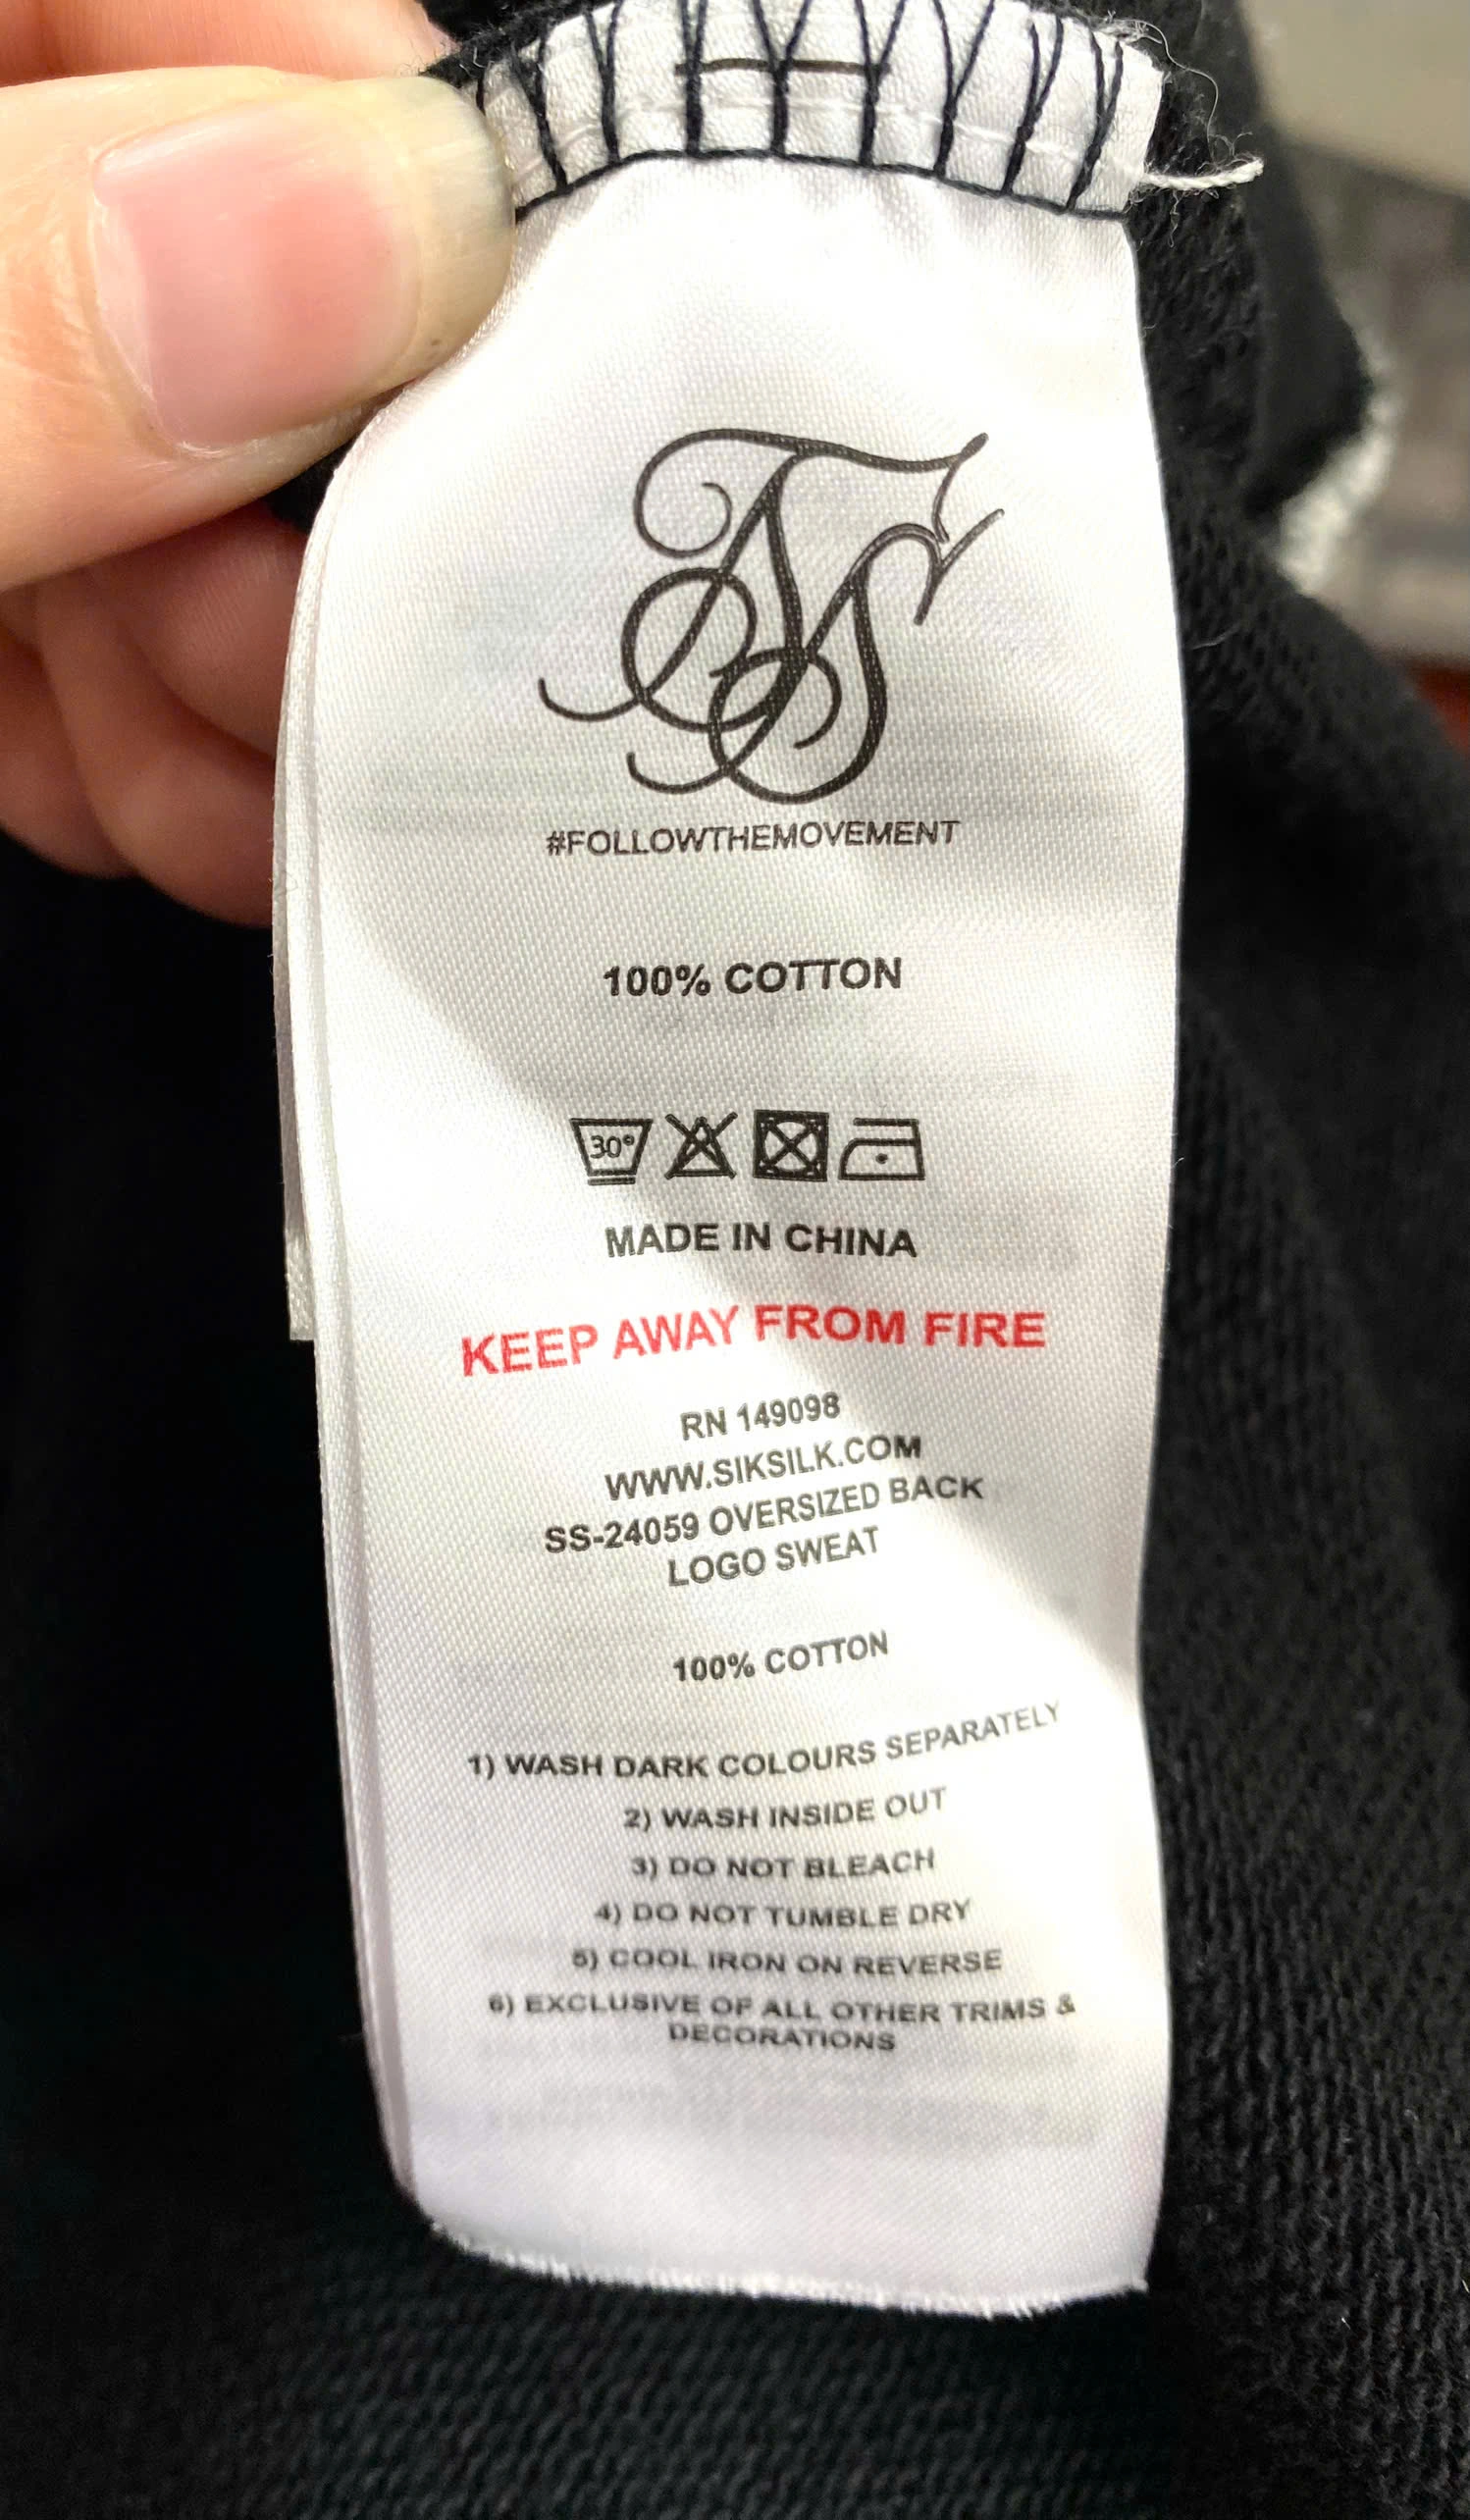 SS
#FOLLOWTHEMOVEMENT
100% COTTON
30°
MADE IN CHINA
KEEP AWAY FROM FIRE
RN 149098
WWW.SIKSILK.COM
SS-24059 OVERSIZED BACK
LOGO SWEAT
100% COTTON
1) WASH DARK COLOURS SEPARATELY
2) WASH INSIDE OUT
3) DO NOT BLEACH
4) DO NOT TUMBLE DRY
5) COOL IRON ON REVERSE
6) EXCLUSIVE OF ALL OTHER TRIMS &
DECORATIONS